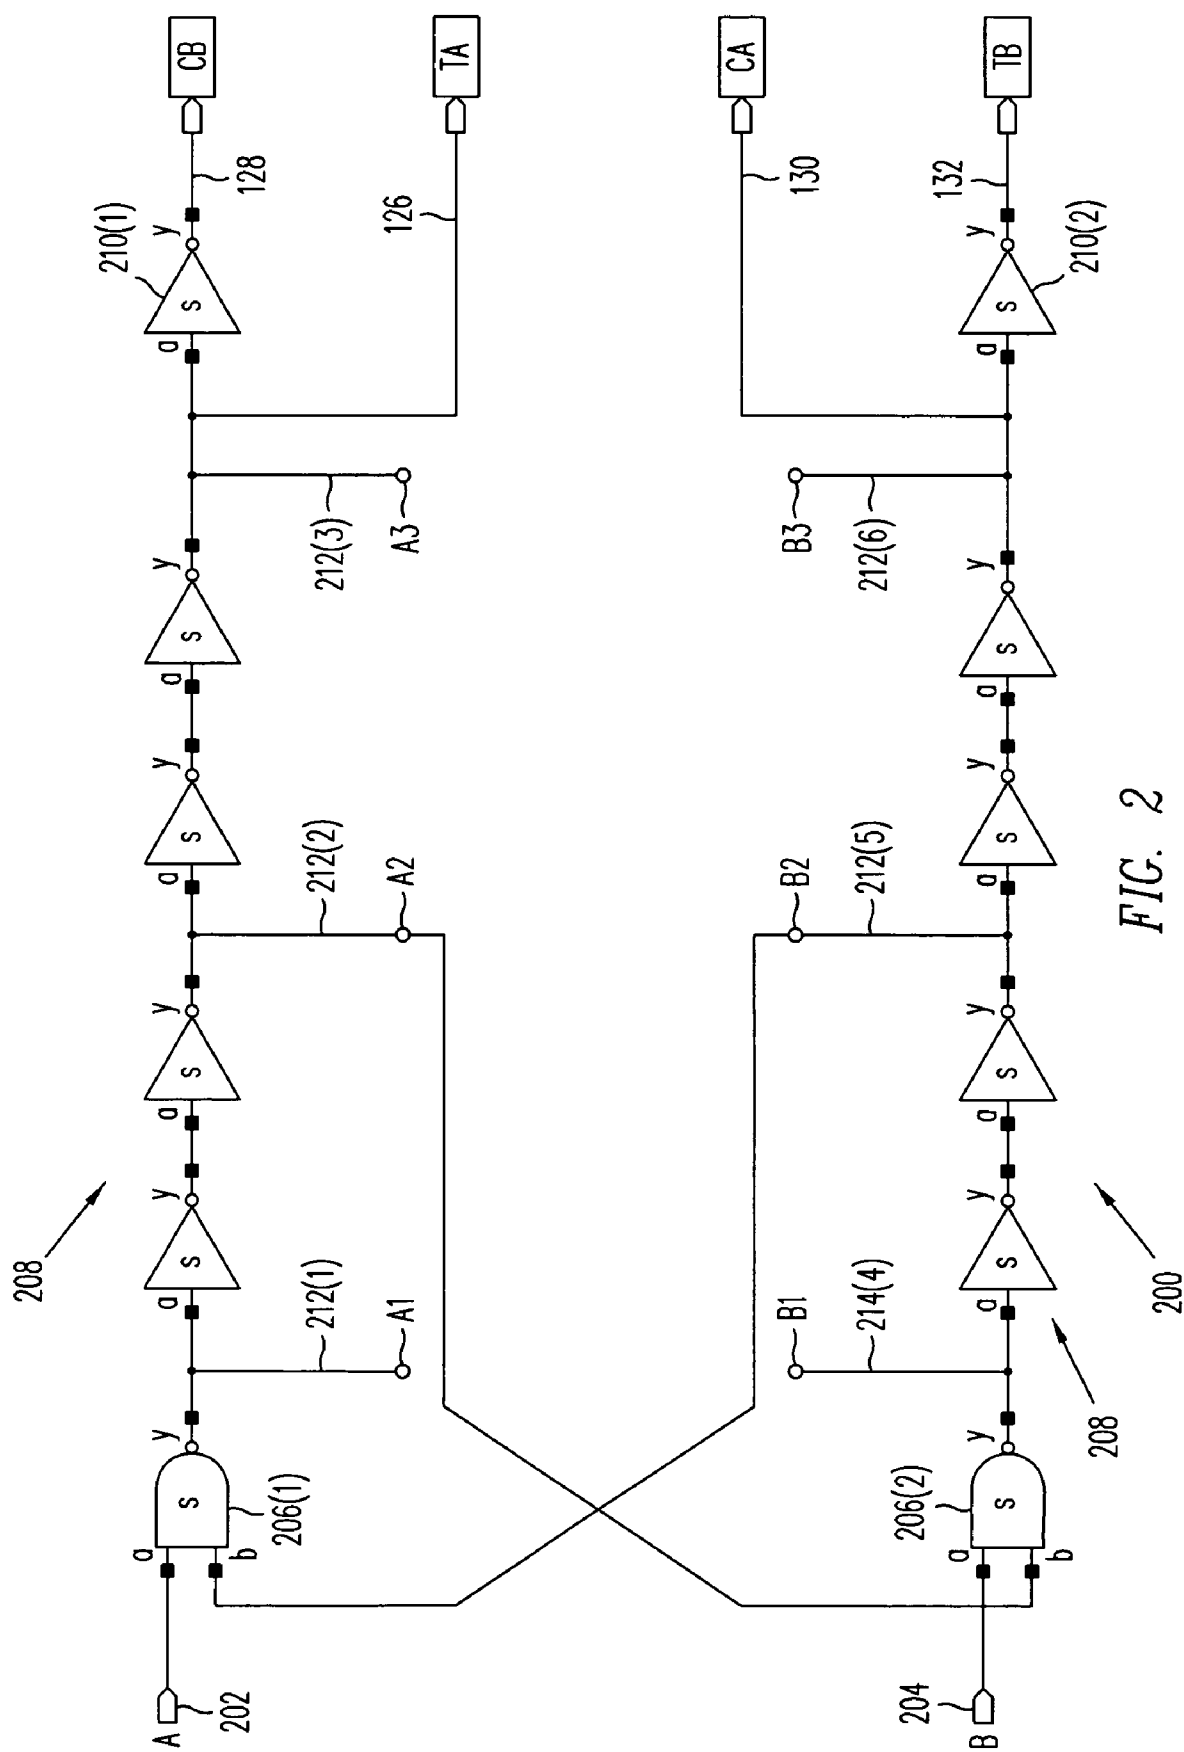 CB
TA
CA
TB
128
126
130
132
210(1)
y
s
a
y
s
a
210(2)
212(3)
A3
B3
212(6)
y
s
a
y
s
a
y
s
a
y
s
a
212(2)
A2
B2
212(5)
y
s
a
y
s
a
208
y
s
a
y
s
a
200
212(1)
A1
B1
214(4)
208
y
s
a
b
206(1)
y
s
a
b
206(2)
A
202
B
204
FIG. 2